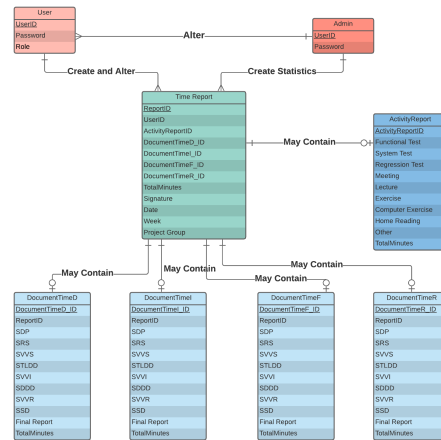 User
UserID
Password
Role
Alter
Admin
UserID
Password
Create and Alter
Create Statistics
Time Report
ReportID
UserID
ActivityReportID
DocumentTimeD_ID
DocumentTimeI_ID
DocumentTimeF_ID
DocumentTimeR_ID
TotalMinutes
Signature
Date
Week
Project Group
May Contain
ActivityReport
ActivityReportID
Functional Test
System Test
Regression Test
Meeting
Lecture
Exercise
Computer Exercise
Home Reading
Other
TotalMinutes
May Contain
May Contain
May Contain
May Contain
DocumentTimeD
DocumentTimeD_ID
ReportID
SDP
SRS
SVVS
STLDD
SVVI
SDDD
SVVR
SSD
Final Report
TotalMinutes
DocumentTimeI
DocumentTimeI_ID
ReportID
SDP
SRS
SVVS
STLDD
SVVI
SDDD
SVVR
SSD
Final Report
TotalMinutes
DocumentTimeF
DocumentTimeF_ID
ReportID
SDP
SRS
SVVS
STLDD
SVVI
SDDD
SVVR
SSD
Final Report
TotalMinutes
DocumentTimeR
DocumentTimeR_ID
ReportID
SDP
SRS
SVVS
STLDD
SVVI
SDDD
SVVR
SSD
Final Report
TotalMinutes